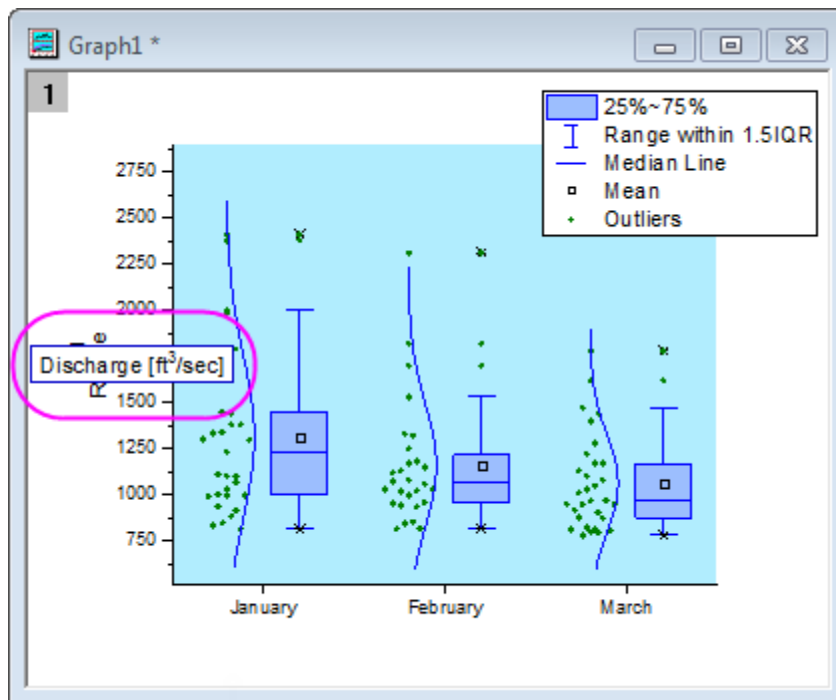 Graph1 *
1
25%~75%
Range within 1.5IQR
Median Line
Mean
Outliers
2750
2500
2250
2000
Discharge [ft³/sec]
1500
1250
1000
750
January
February
March